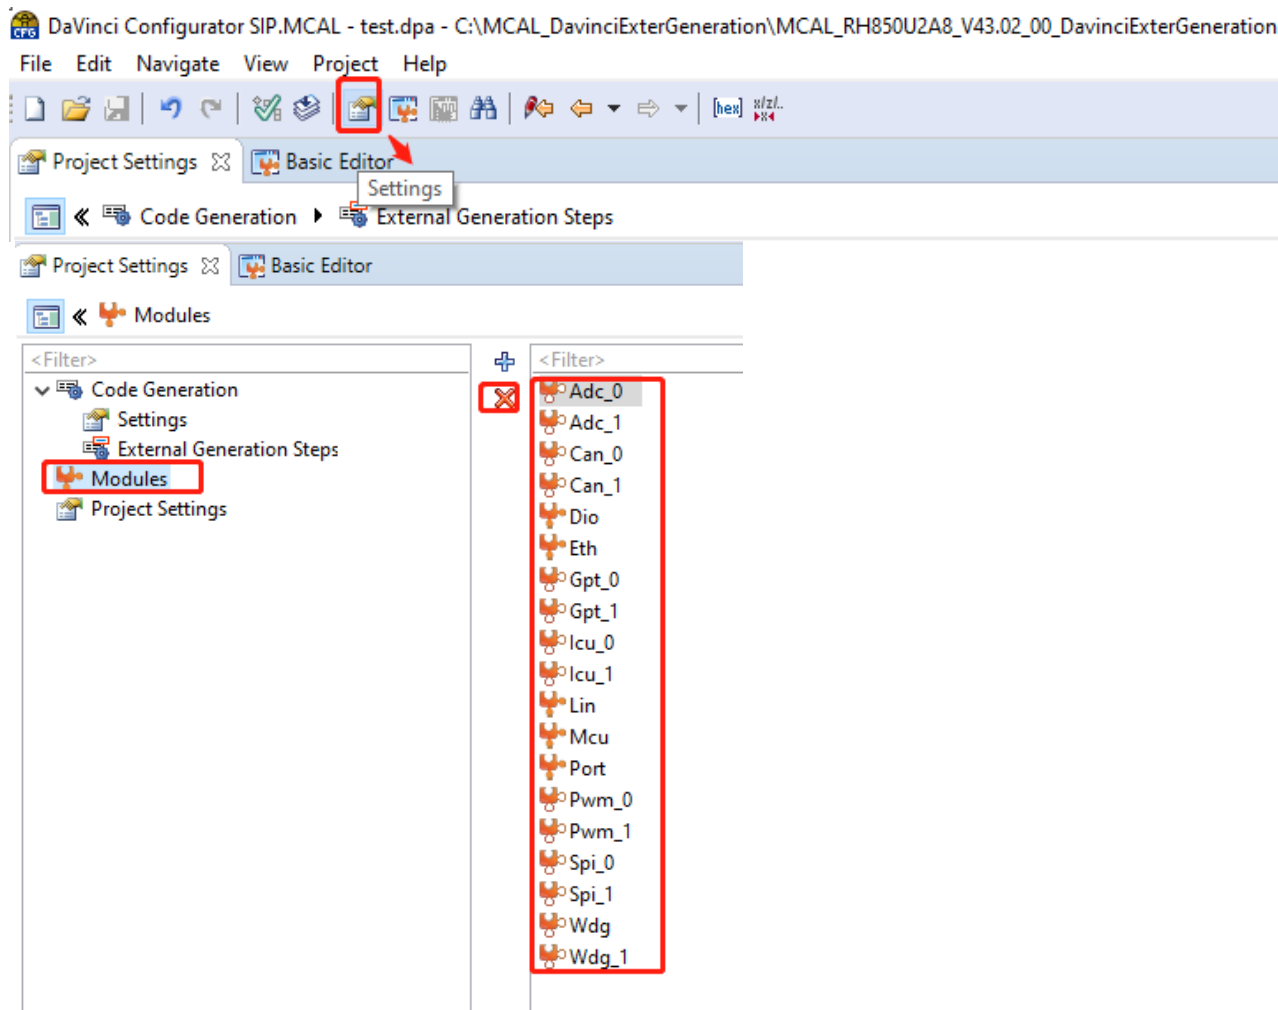 DaVinci Configurator SIP.MCAL - test.dpa - C:\MCAL_DavinciExterGeneration\MCAL_RH850U2A8_V43.02_00_DavinciExterGeneration
File Edit Navigate View Project Help
[hex] x/z/..
Project Settings Basic Editor
Settings
Code Generation External Generation Steps
Project Settings Basic Editor
Modules
<Filter> <Filter>
Code Generation
Settings
External Generation Steps
Modules
Project Settings
Adc_0
Adc_1
Can_0
Can_1
Dio
Eth
Gpt_0
Gpt_1
Icu_0
Icu_1
Lin
Mcu
Port
Pwm_0
Pwm_1
Spi_0
Spi_1
Wdg
Wdg_1